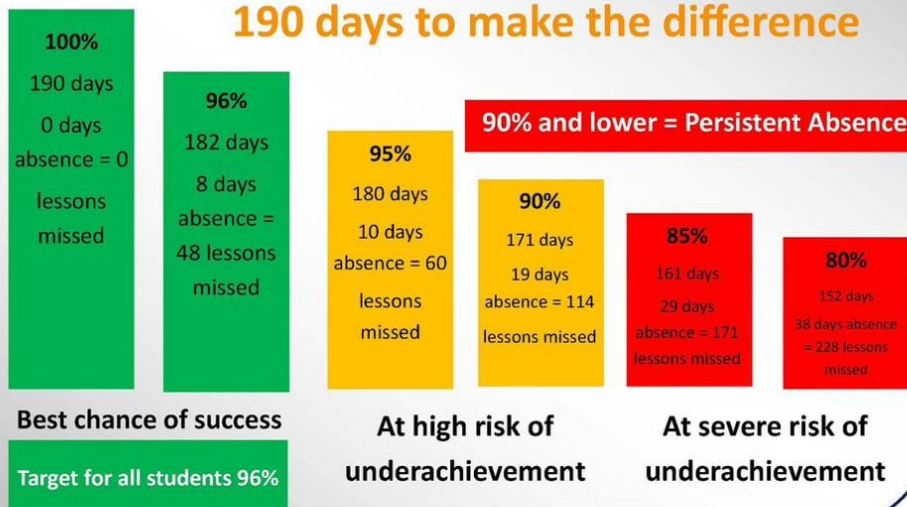 190 days to make the difference
100%
190 days
0 days
absence = 0
lessons
missed
96%
182 days
8 days
absence =
48 lessons
missed
90% and lower = Persistent Absence
95%
180 days
10 days
absence = 60
lessons
missed
90%
171 days
19 days
absence = 114
lessons missed
85%
161 days
29 days
absence = 171
lessons missed
80%
152 days
38 days absence
= 228 lessons
missed
Best chance of success
Target for all students 96%
At high risk of
underachievement
At severe risk of
underachievement